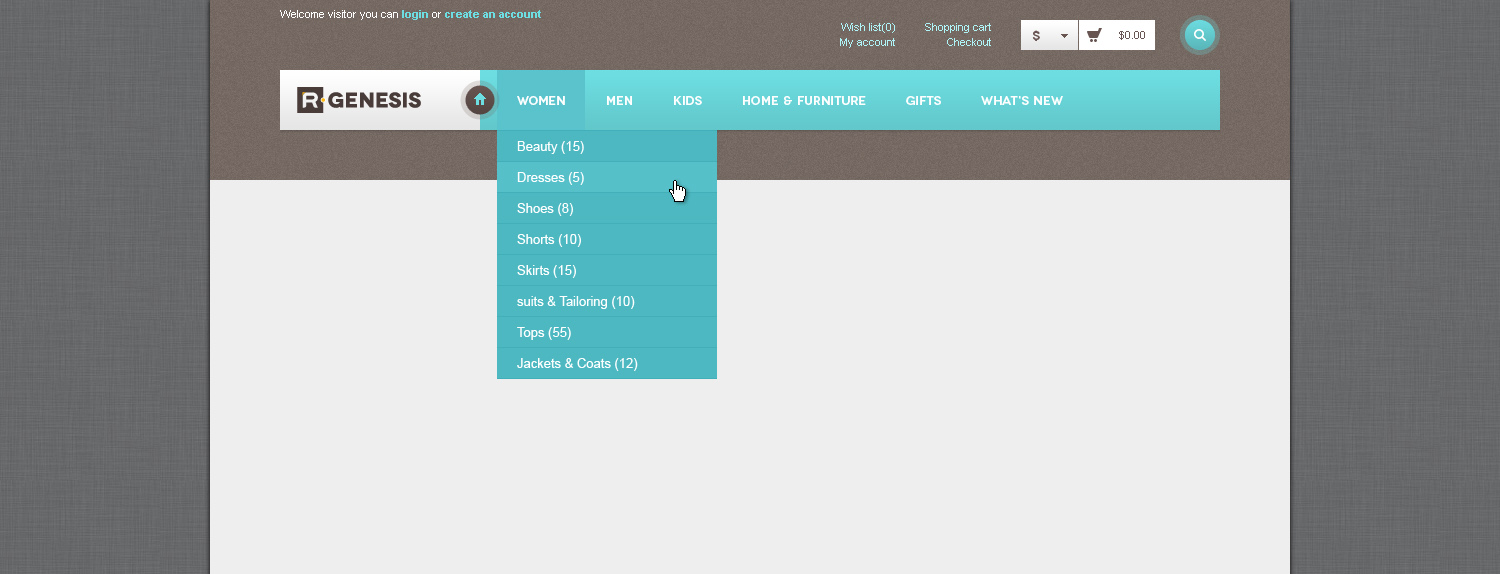 Welcome visitor you can login or create an account
Wish list(0)
My account
Shopping cart
Checkout
$
$0.00
R GENESIS
WOMEN
MEN
KIDS
HOME & FURNITURE
GIFTS
WHAT'S NEW
Beauty (15)
Dresses (5)
Shoes (8)
Shorts (10)
Skirts (15)
suits & Tailoring (10)
Tops (55)
Jackets & Coats (12)